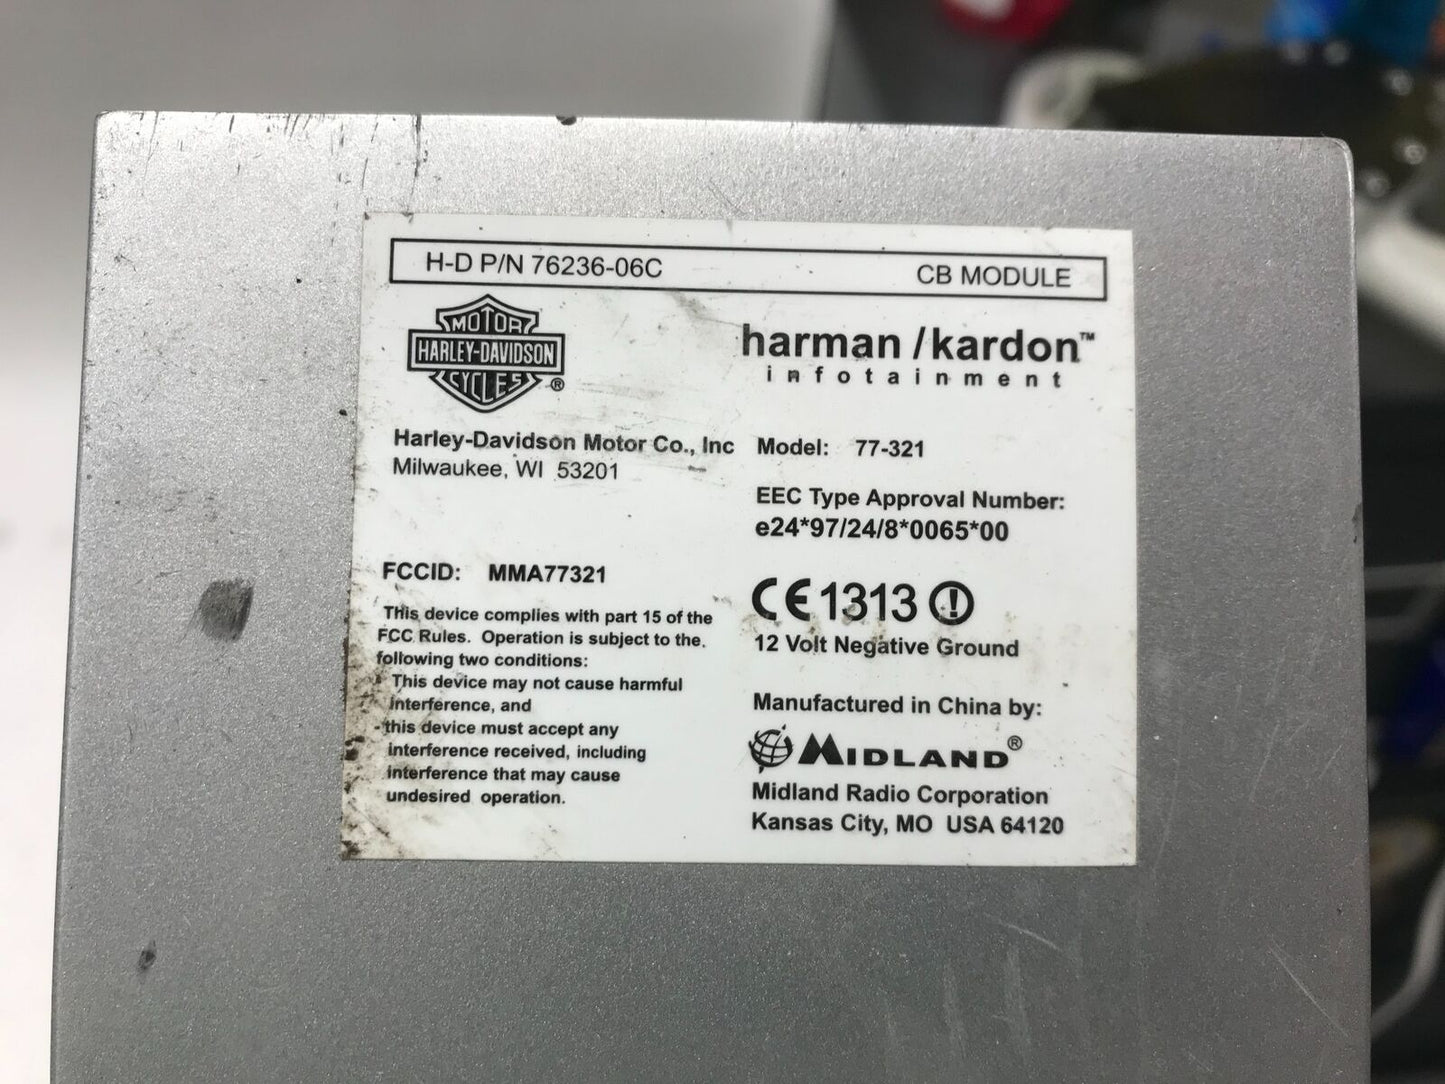 H-D P/N 76236-06C CB MODULE
MOTOR
HARLEY-DAVIDSON
CYCLES®
harman/kardon™
infotainment
Harley-Davidson Motor Co., Inc
Milwaukee, WI 53201
FCCID: MMA77321
This device complies with part 15 of the
FCC Rules. Operation is subject to the.
following two conditions:
This device may not cause harmful
interference, and
-this device must accept any
interference received, including
interference that may cause
undesired operation.
Model: 77-321
EEC Type Approval Number:
e24*97/24/8*0065*00
CE 1313 !
12 Volt Negative Ground
Manufactured in China by:
MIDLAND®
Midland Radio Corporation
Kansas City, MO USA 64120